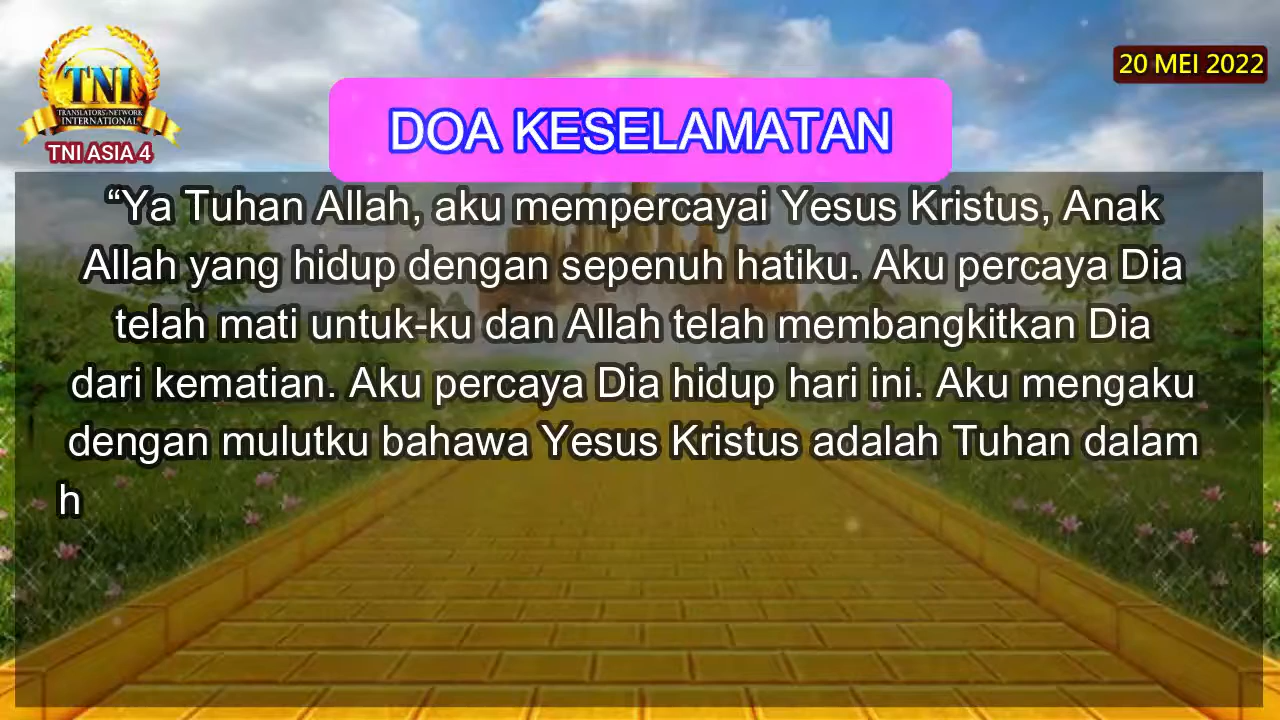 TNI
TRANSLATORS' NETWORK
INTERNATIONAL
TNI ASIA 4
20 MEI 2022
DOA KESELAMATAN
“Ya Tuhan Allah, aku mempercayai Yesus Kristus, Anak
Allah yang hidup dengan sepenuh hatiku. Aku percaya Dia
telah mati untuk-ku dan Allah telah membangkitkan Dia
dari kematian. Aku percaya Dia hidup hari ini. Aku mengaku
dengan mulutku bahawa Yesus Kristus adalah Tuhan dalam
h